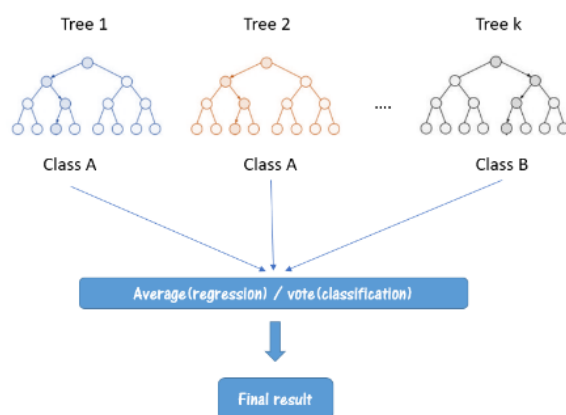 Tree 1 Tree 2 Tree k
....
Class A Class A Class B
Average(regression) / vote(classification)
Final result